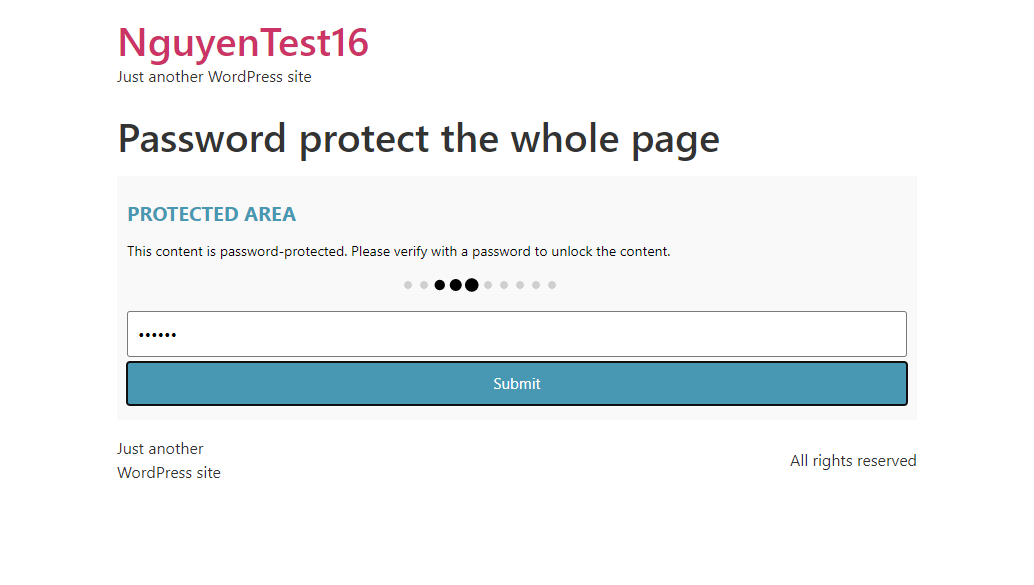 NguyenTest16
Just another WordPress site
Password protect the whole page
PROTECTED AREA
This content is password-protected. Please verify with a password to unlock the content.
••••••
Submit
Just another
WordPress site
All rights reserved